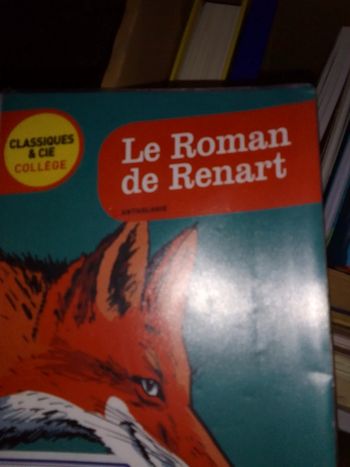 CLASSIQUES
& CIE
COLLÈGE
Le Roman
de Renart
ANTHOLOGIE